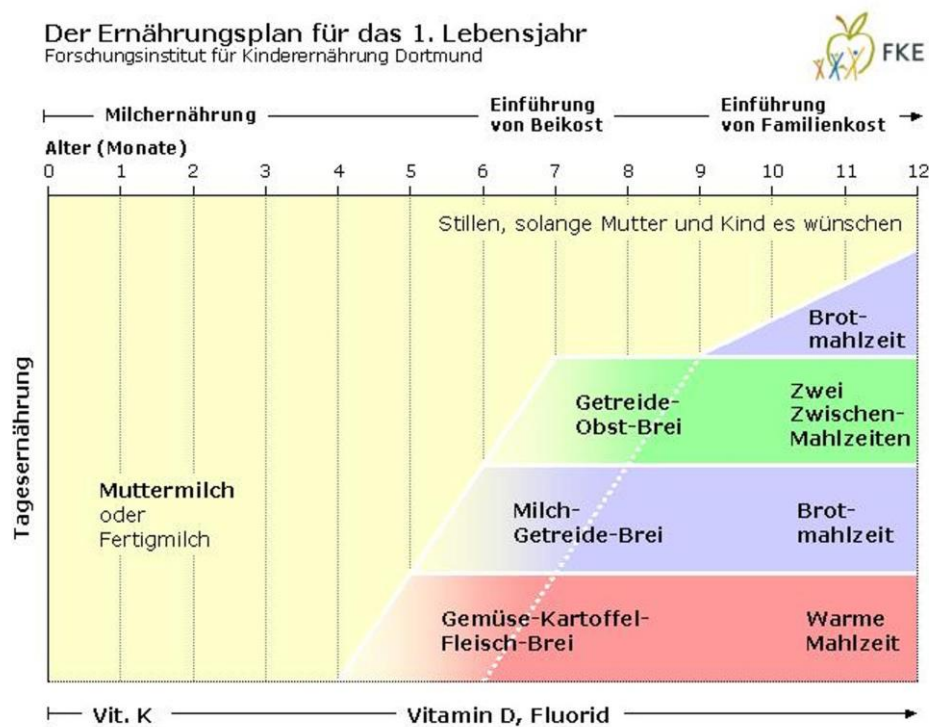 Der Ernährungsplan für das 1. Lebensjahr
Forschungsinstitut für Kinderernährung Dortmund
FKE
Milchernährung
Einführung
von Beikost
Einführung
von Familienkost
Alter (Monate)
0 1 2 3 4 5 6 7 8 9 10 11 12
Stillen, solange Mutter und Kind es wünschen
Brot-
mahlzeit
Getreide-
Obst-Brei
Zwei
Zwischen-
Mahlzeiten
Tagesernährung
Muttermilch
oder
Fertigmilch
Milch-
Getreide-Brei
Brot-
mahlzeit
Gemüse-Kartoffel-
Fleisch-Brei
Warme
Mahlzeit
Vit. K
Vitamin D, Fluorid